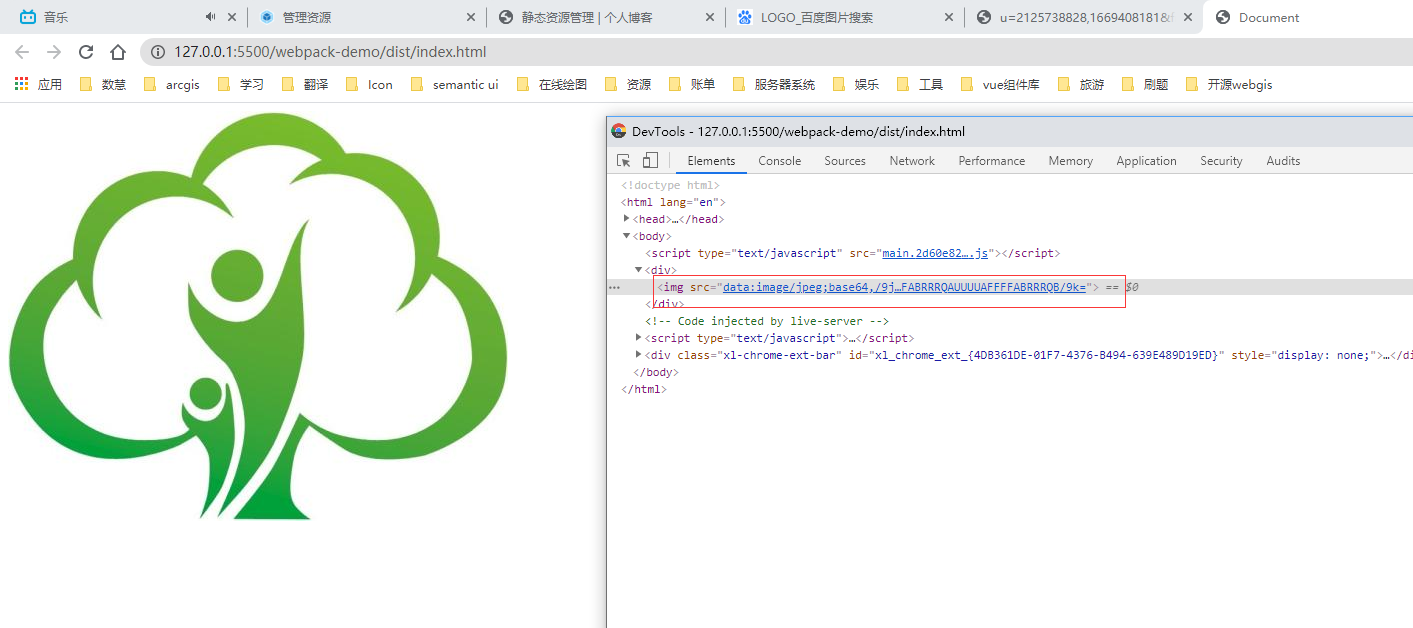 音乐 管理资源 静态资源管理 | 个人博客 LOGO_百度图片搜索 u=2125738828,1669408181& Document
127.0.0.1:5500/webpack-demo/dist/index.html
应用 数慧 arcgis 学习 翻译 Icon semantic ui 在线绘图 资源 账单 服务器系统 娱乐 工具 vue组件库 旅游 刷题 开源webgis
DevTools - 127.0.0.1:5500/webpack-demo/dist/index.html
Elements Console Sources Network Performance Memory Application Security Audits
<!doctype html>
<html lang="en">
<head>…</head>
<body>
<script type="text/javascript" src="main.2d60e82….js"></script>
<div>
<img src="data:image/jpeg;base64,/9j…FABRRRQAUUUUAFFFFABRRRQB/9k="> == $0
</div>
<!-- Code injected by live-server -->
<script type="text/javascript">…</script>
<div class="xl-chrome-ext-bar" id="xl_chrome_ext_{4DB361DE-01F7-4376-B494-639E489D19ED}" style="display: none;">…</di
</body>
</html>